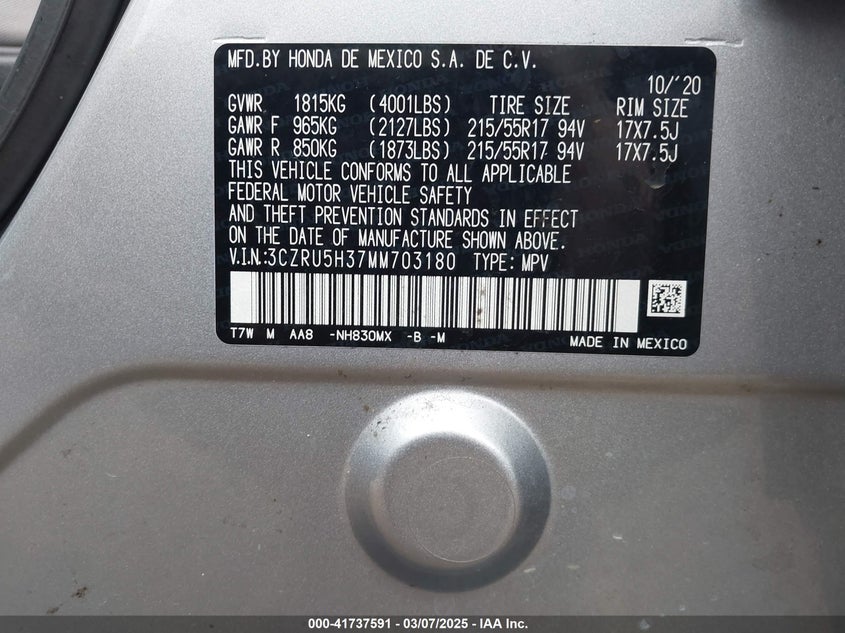 MFD.BY HONDA DE MEXICO S.A. DE C.V.
10/'20
GVWR 1815KG (4001LBS) TIRE SIZE RIM SIZE
GAWR F 965KG (2127LBS) 215/55R17 94V 17X7.5J
GAWR R 850KG (1873LBS) 215/55R17 94V 17X7.5J
THIS VEHICLE CONFORMS TO ALL APPLICABLE
FEDERAL MOTOR VEHICLE SAFETY
AND THEFT PREVENTION STANDARDS IN EFFECT
ON THE DATE OF MANUFACTURE SHOWN ABOVE.
V.I.N:3CZRU5H37MM703180 TYPE: MPV
T7W M AA8 -NH830MX -B -M MADE IN MEXICO
000-41737591 — 03/07/2025 — IAA Inc.